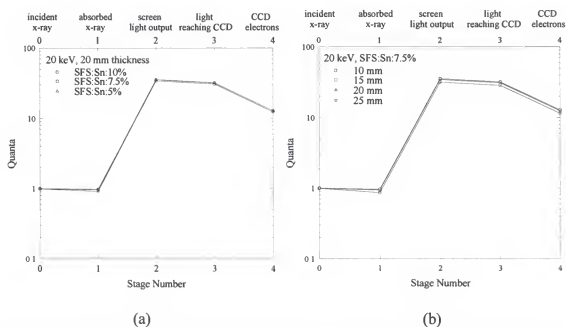 incident absorbed screen light CCD
x-ray x-ray light output reaching CCD electrons
0 1 2 3 4
100
20 keV, 20 mm thickness
SFS:Sn:10%
SFS:Sn:7.5%
SFS:Sn:5%
10
Quanta
1
0 1
0 1 2 3 4
Stage Number
(a)
incident absorbed screen light CCD
x-ray x-ray light output reaching CCD electrons
0 1 2 3 4
100
20 keV, SFS:Sn:7.5%
10 mm
15 mm
20 mm
25 mm
10
Quanta
1
0 1
0 1 2 3 4
Stage Number
(b)